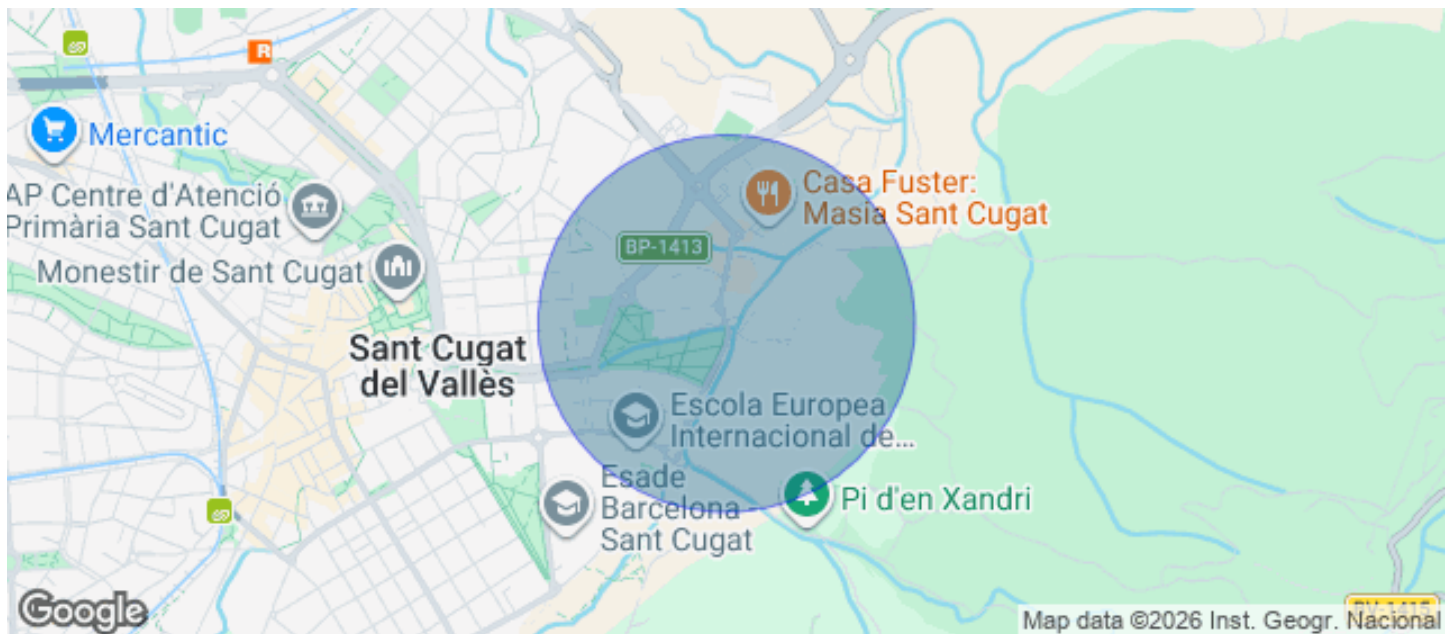 R
Mercantic
AP Centre d'Atenció
Primària Sant Cugat
Monestir de Sant Cugat
Casa Fuster:
Masia Sant Cugat
BP-1413
Sant Cugat
del Vallès
Escola Europea
Internacional de...
Esade
Barcelona -
Sant Cugat
Pi d'en Xandri
Google
Map data ©2026 Inst. Geogr. Nacional